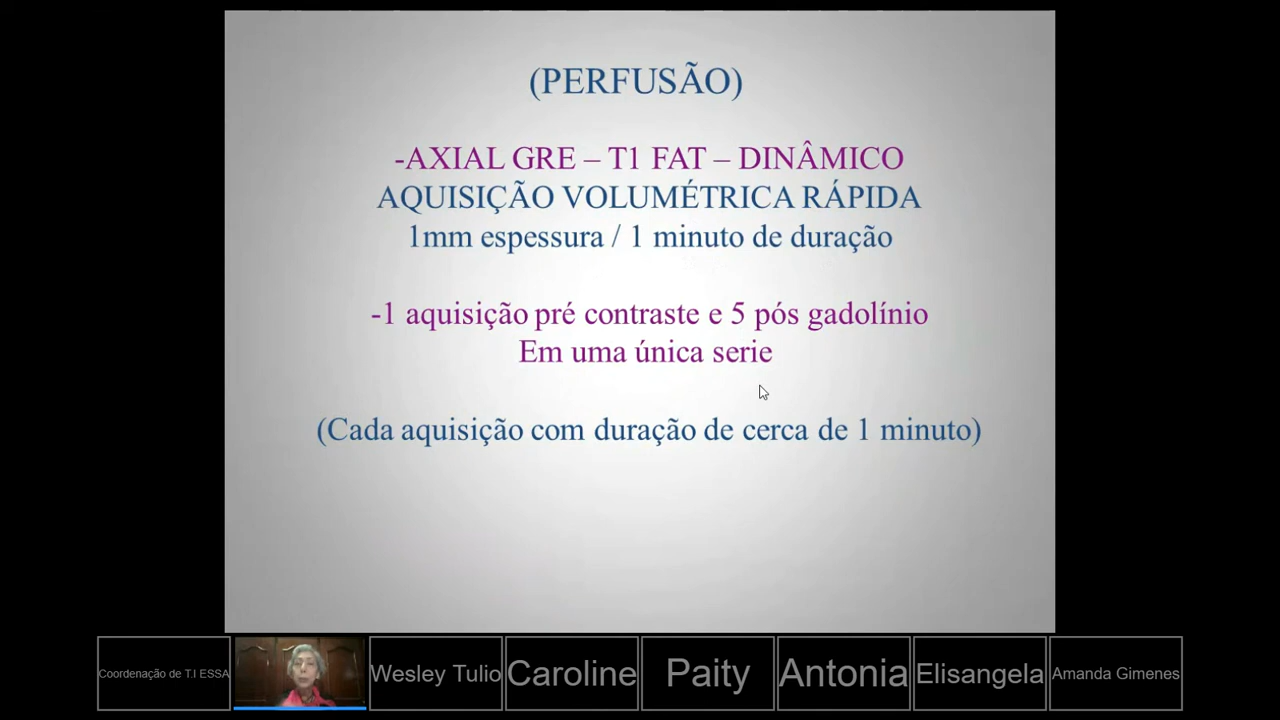 (PERFUSÃO)
-AXIAL GRE – T1 FAT – DINÂMICO
AQUISIÇÃO VOLUMÉTRICA RÁPIDA
1mm espessura / 1 minuto de duração
-1 aquisição pré contraste e 5 pós gadolínio
Em uma única serie
(Cada aquisição com duração de cerca de 1 minuto)
Coordenação de T.I ESSA
Wesley Tulio
Caroline
Paity
Antonia
Elisangela
Amanda Gimenes